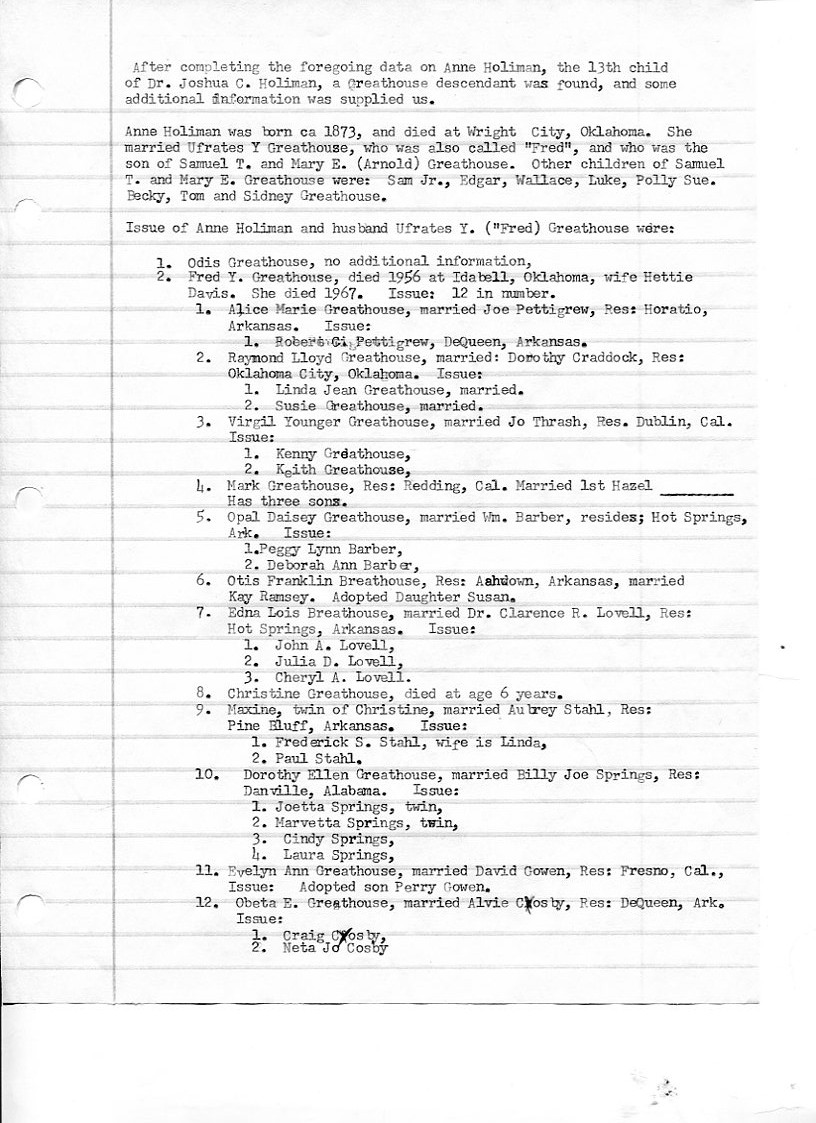 After completing the foregoing data on Anne Holiman, the 13th child
of Dr. Joshua C. Holiman, a Greathouse descendant was found, and some
additional information was supplied us.
Anne Holiman was born ca 1873, and died at Wright City, Oklahoma. She
married Ufrates Y Greathouse, who was also called "Fred", and who was the
son of Samuel T. and Mary E. (Arnold) Greathouse. Other children of Samuel
T. and Mary E. Greathouse were: Sam Jr., Edgar, Wallace, Luke, Polly Sue.
Becky, Tom and Sidney Greathouse.
Issue of Anne Holiman and husband Ufrates Y. ("Fred) Greathouse were:
1. Odis Greathouse, no additional information,
2. Fred Y. Greathouse, died 1956 at Idabell, Oklahoma, wife Hettie
Davis. She died 1967. Issue: 12 in number.
1. Alice Marie Greathouse, married Joe Pettigrew, Res: Horatio,
Arkansas. Issue:
1. Robert G. Pettigrew, DeQueen, Arkansas.
2. Raymond Lloyd Greathouse, married: Dorothy Craddock, Res:
Oklahoma City, Oklahoma. Issue:
1. Linda Jean Greathouse, married.
2. Susie Greathouse, married.
3. Virgil Younger Greathouse, married Jo Thrash, Res. Dublin, Cal.
Issue:
1. Kenny Greathouse,
2. Keith Greathouse,
4. Mark Greathouse, Res: Redding, Cal. Married 1st Hazel ________
Has three sons.
5. Opal Daisey Greathouse, married Wm. Barber, resides; Hot Springs,
Ark. Issue:
1.Peggy Lynn Barber,
2. Deborah Ann Barber,
6. Otis Franklin Breathouse, Res: Ashdown, Arkansas, married
Kay Ramsey. Adopted Daughter Susan.
7. Edna Lois Breathouse, married Dr. Clarence R. Lovell, Res:
Hot Springs, Arkansas. Issue:
1. John A. Lovell,
2. Julia D. Lovell,
3. Cheryl A. Lovell.
8. Christine Greathouse, died at age 6 years.
9. Maxine, twin of Christine, married Aubrey Stahl, Res:
Pine Bluff, Arkansas. Issue:
1. Frederick S. Stahl, wife is Linda,
2. Paul Stahl.
10. Dorothy Ellen Greathouse, married Billy Joe Springs, Res:
Danville, Alabama. Issue:
1. Joetta Springs, twin,
2. Marvetta Springs, twin,
3. Cindy Springs,
4. Laura Springs,
11. Evelyn Ann Greathouse, married David Gowen, Res: Fresno, Cal.,
Issue: Adopted son Perry Gowen.
12. Obeta E. Greathouse, married Alvie Cosby, Res: DeQueen, Ark.
Issue:
1. Craig Cosby,
2. Neta Jo Cosby